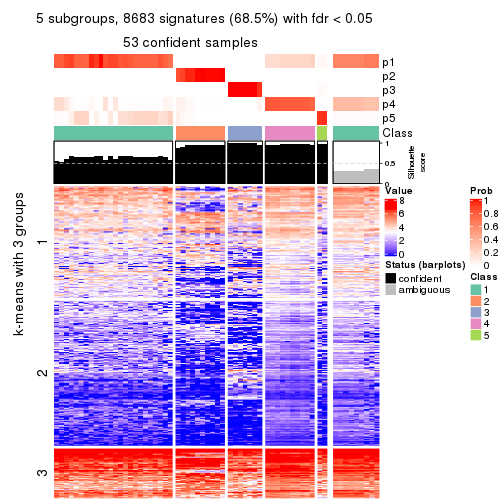 5 subgroups, 8683 signatures (68.5%) with fdr < 0.05
53 confident samples
p1
p2
p3
p4
p5
Class
1
0.5
0
Silhouette
score
k-means with 3 groups
1
2
3
Value
8
6
4
2
0
Status (barplots)
confident
ambiguous
Prob
1
0.8
0.6
0.4
0.2
0
Class
1
2
3
4
5